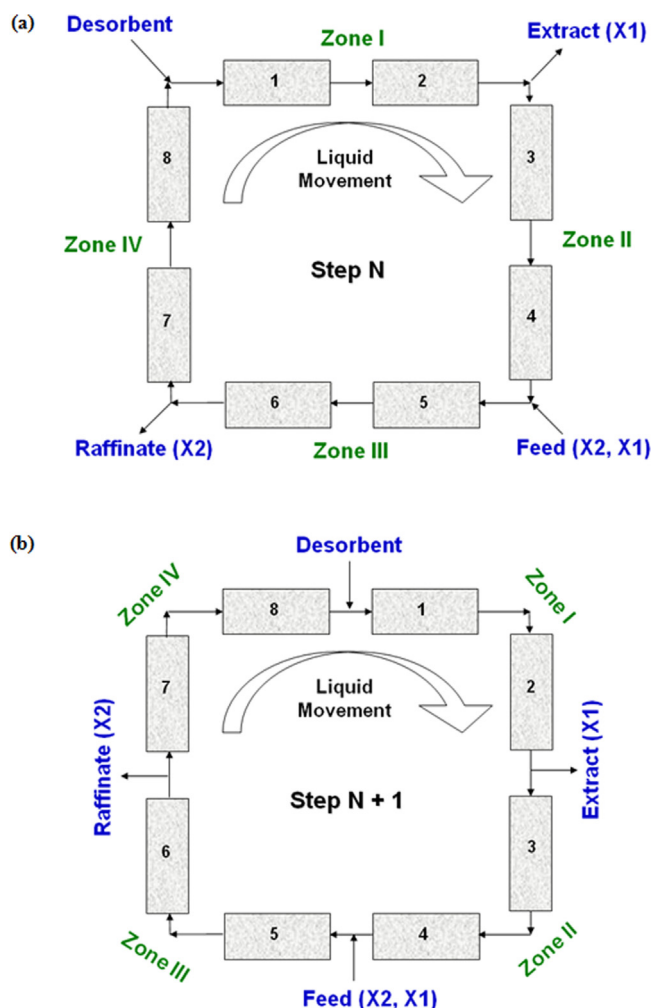 (a)
Desorbent
Zone I
Extract (X1)
1
2
8
3
Liquid
Movement
Zone IV
Zone II
Step N
7
4
6
5
Raffinate (X2)
Zone III
Feed (X2, X1)
(b)
Desorbent
Zone IV
Zone I
8
1
7
2
Liquid
Movement
Raffinate (X2)
Extract (X1)
Step N + 1
6
3
5
4
Zone III
Zone II
Feed (X2, X1)